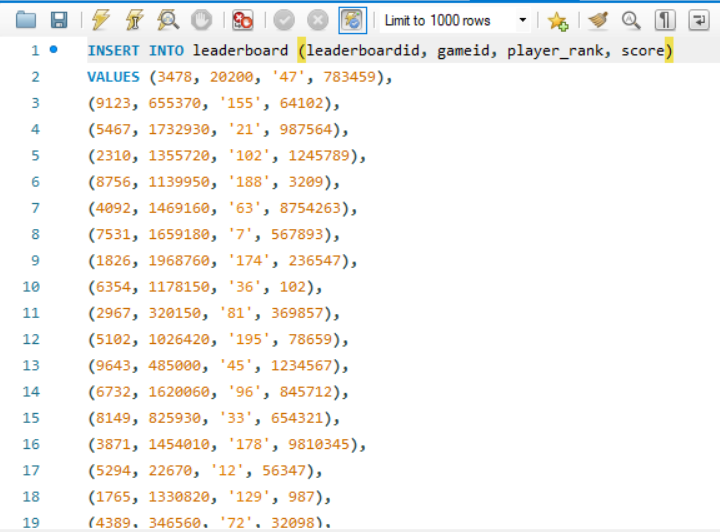 Limit to 1000 rows
1 INSERT INTO leaderboard (leaderboardid, gameid, player_rank, score)
2 VALUES (3478, 20200, '47', 783459),
3 (9123, 655370, '155', 64102),
4 (5467, 1732930, '21', 987564),
5 (2310, 1355720, '102', 1245789),
6 (8756, 1139950, '188', 3209),
7 (4092, 1469160, '63', 8754263),
8 (7531, 1659180, '7', 567893),
9 (1826, 1968760, '174', 236547),
10 (6354, 1178150, '36', 102),
11 (2967, 320150, '81', 369857),
12 (5102, 1026420, '195', 78659),
13 (9643, 485000, '45', 1234567),
14 (6732, 1620060, '96', 845712),
15 (8149, 825930, '33', 654321),
16 (3871, 1454010, '178', 9810345),
17 (5294, 22670, '12', 56347),
18 (1765, 1330820, '129', 987),
19 (4389, 346560, '72', 32098),